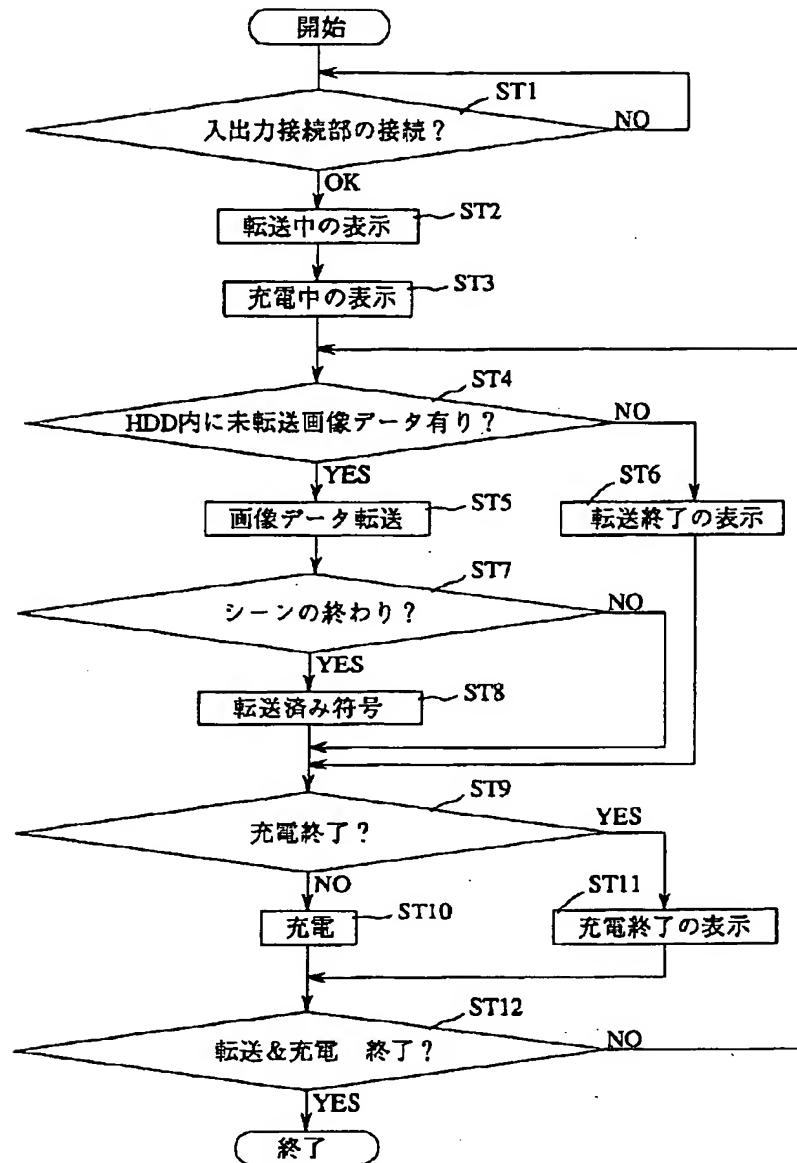 開始
ST1
入出力接続部の接続?
NO
OK
ST2
転送中の表示
ST3
充電中の表示
ST4
HDD内に未転送画像データ有り?
NO
YES
ST5
画像データ転送
ST6
転送終了の表示
ST7
シーンの終わり?
NO
YES
ST8
転送済み符号
ST9
充電終了?
YES
NO
ST10
充電
ST11
充電終了の表示
ST12
転送&充電 終了?
NO
YES
終了